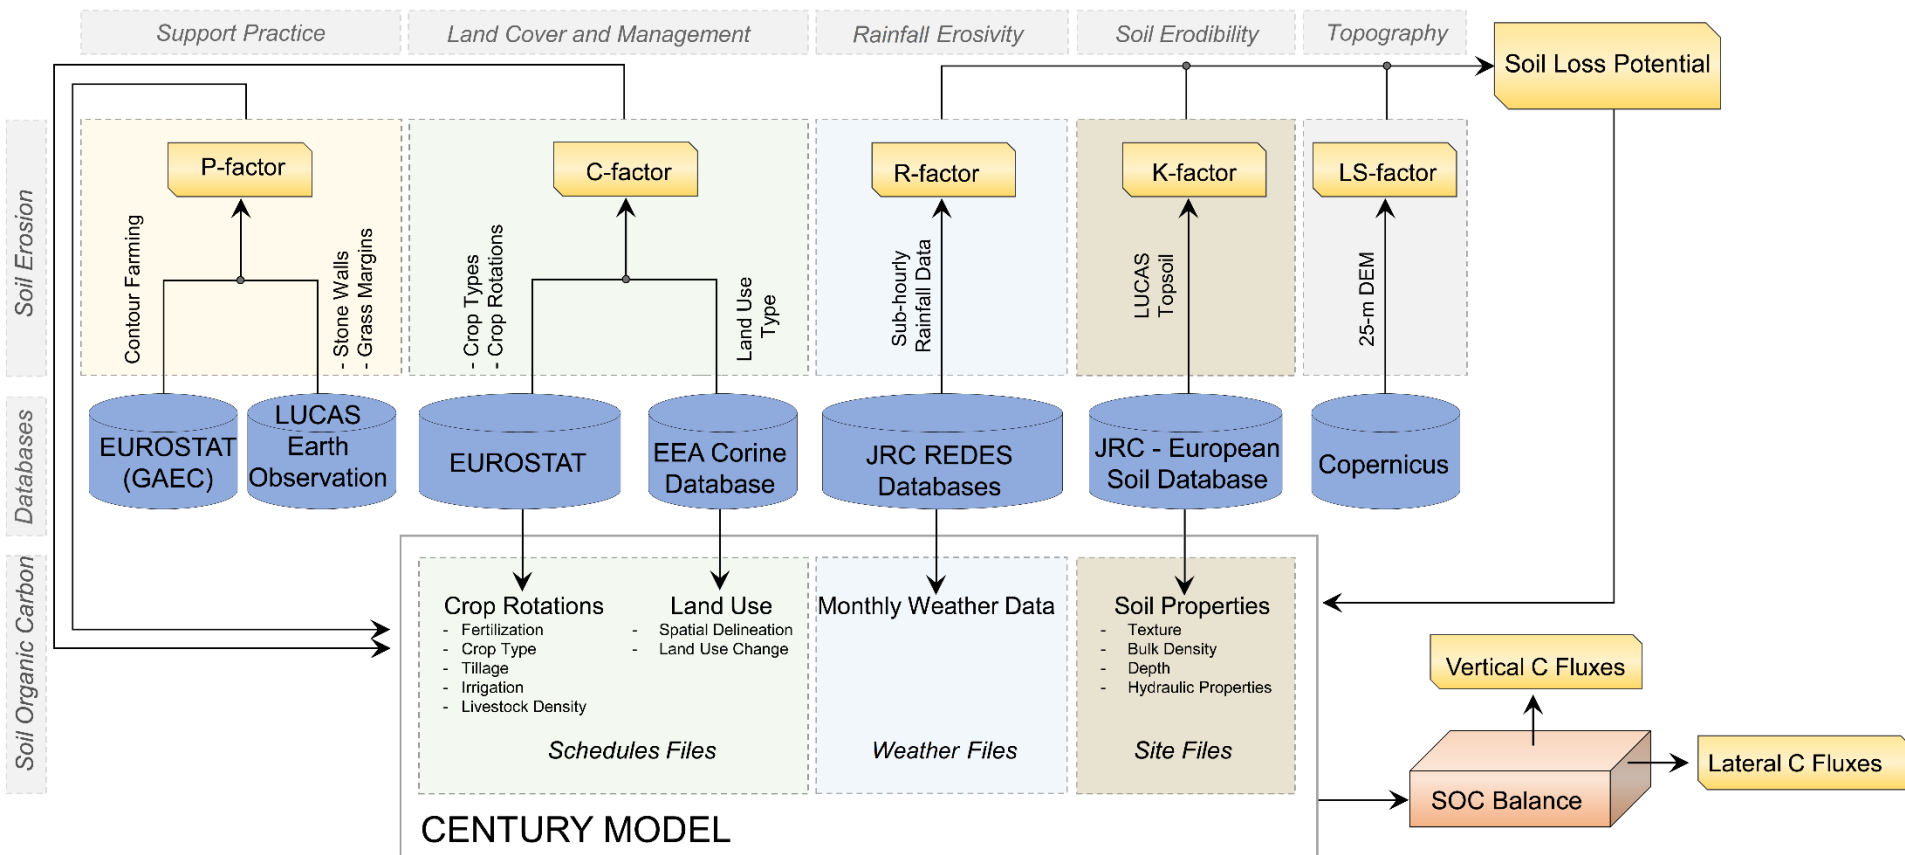 Support Practice
Land Cover and Management
Rainfall Erosivity
Soil Erodibility
Topography
Soil Loss Potential
Soil Erosion
P-factor
C-factor
R-factor
K-factor
LS-factor
Contour Farming
- Stone Walls
- Grass Margins
- Crop Types
- Crop Rotations
Land Use
Type
Sub-hourly
Rainfall Data
LUCAS
Topsoil
25-m DEM
Databases
EUROSTAT
(GAEC)
LUCAS
Earth
Observation
EUROSTAT
EEA Corine
Database
JRC REDES
Databases
JRC - European
Soil Database
Copernicus
Soil Organic Carbon
Crop Rotations
- Fertilization
- Crop Type
- Tillage
- Irrigation
- Livestock Density
Land Use
- Spatial Delineation
- Land Use Change
Schedules Files
Monthly Weather Data
Weather Files
Soil Properties
- Texture
- Bulk Density
- Depth
- Hydraulic Properties
Site Files
CENTURY MODEL
Vertical C Fluxes
Lateral C Fluxes
SOC Balance